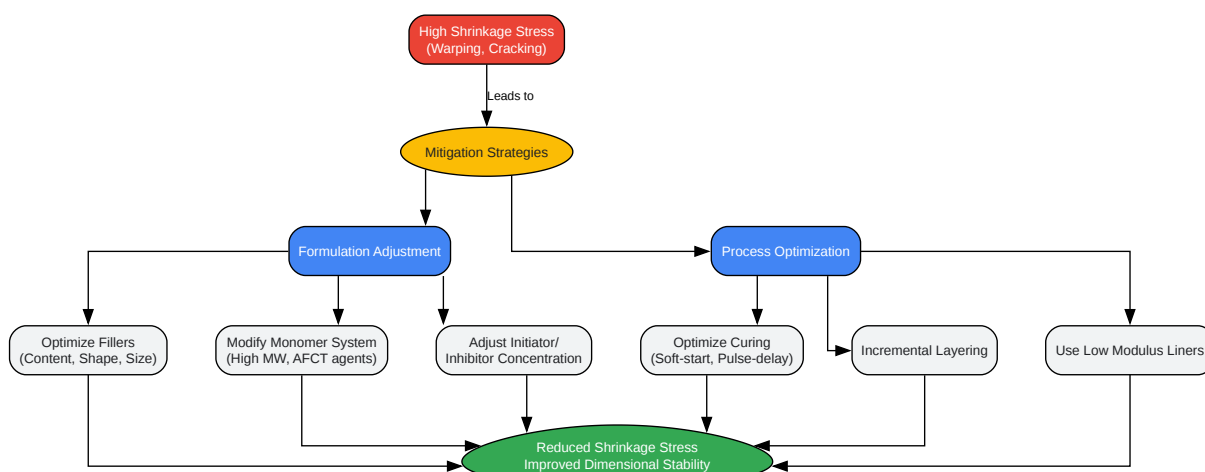 High Shrinkage Stress
(Warping, Cracking)
Leads to
Mitigation Strategies
Formulation Adjustment
Process Optimization
Optimize Fillers
(Content, Shape, Size)
Modify Monomer System
(High MW, AFCT agents)
Adjust Initiator/
Inhibitor Concentration
Optimize Curing
(Soft-start, Pulse-delay)
Incremental Layering
Use Low Modulus Liners
Reduced Shrinkage Stress
Improved Dimensional Stability